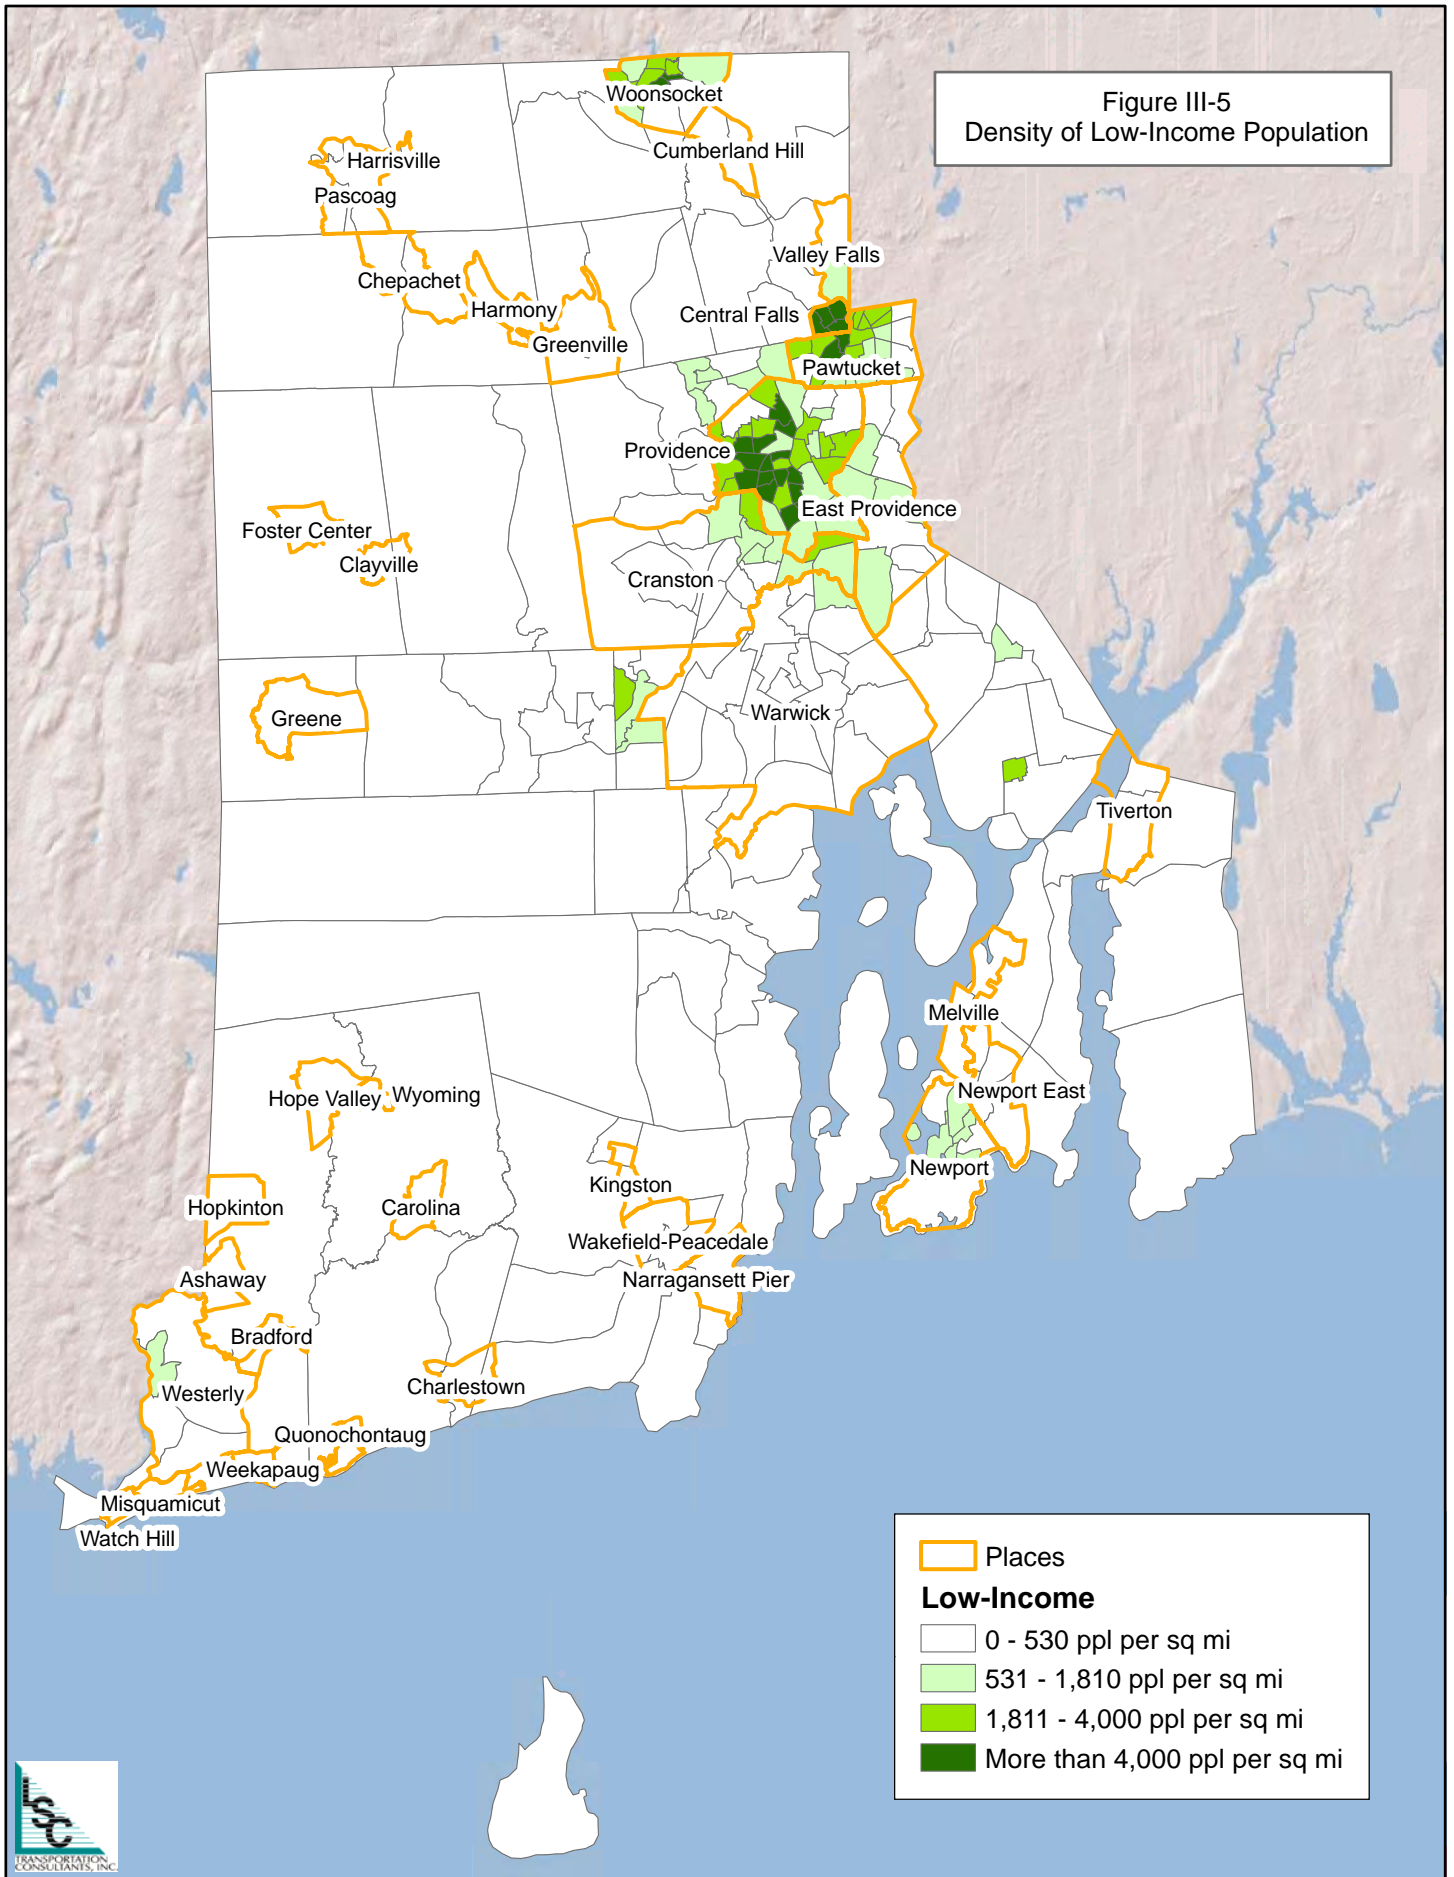 Figure III-5
Density of Low-Income Population
Woonsocket
Cumberland Hill
Harrisville
Pascoag
Valley Falls
Chepachet
Harmony
Central Falls
Greenville
Pawtucket
Providence
East Providence
Foster Center
Clayville
Cranston
Greene
Warwick
Tiverton
Melville
Hope Valley
Wyoming
Newport East
Newport
Kingston
Hopkinton
Carolina
Wakefield-Peacedale
Ashaway
Narragansett Pier
Bradford
Charlestown
Westerly
Quonochontaug
Weekapaug
Misquamicut
Watch Hill
Places
Low-Income
0 - 530 ppl per sq mi
531 - 1,810 ppl per sq mi
1,811 - 4,000 ppl per sq mi
More than 4,000 ppl per sq mi
LSC
TRANSPORTATION
CONSULTANTS, INC.